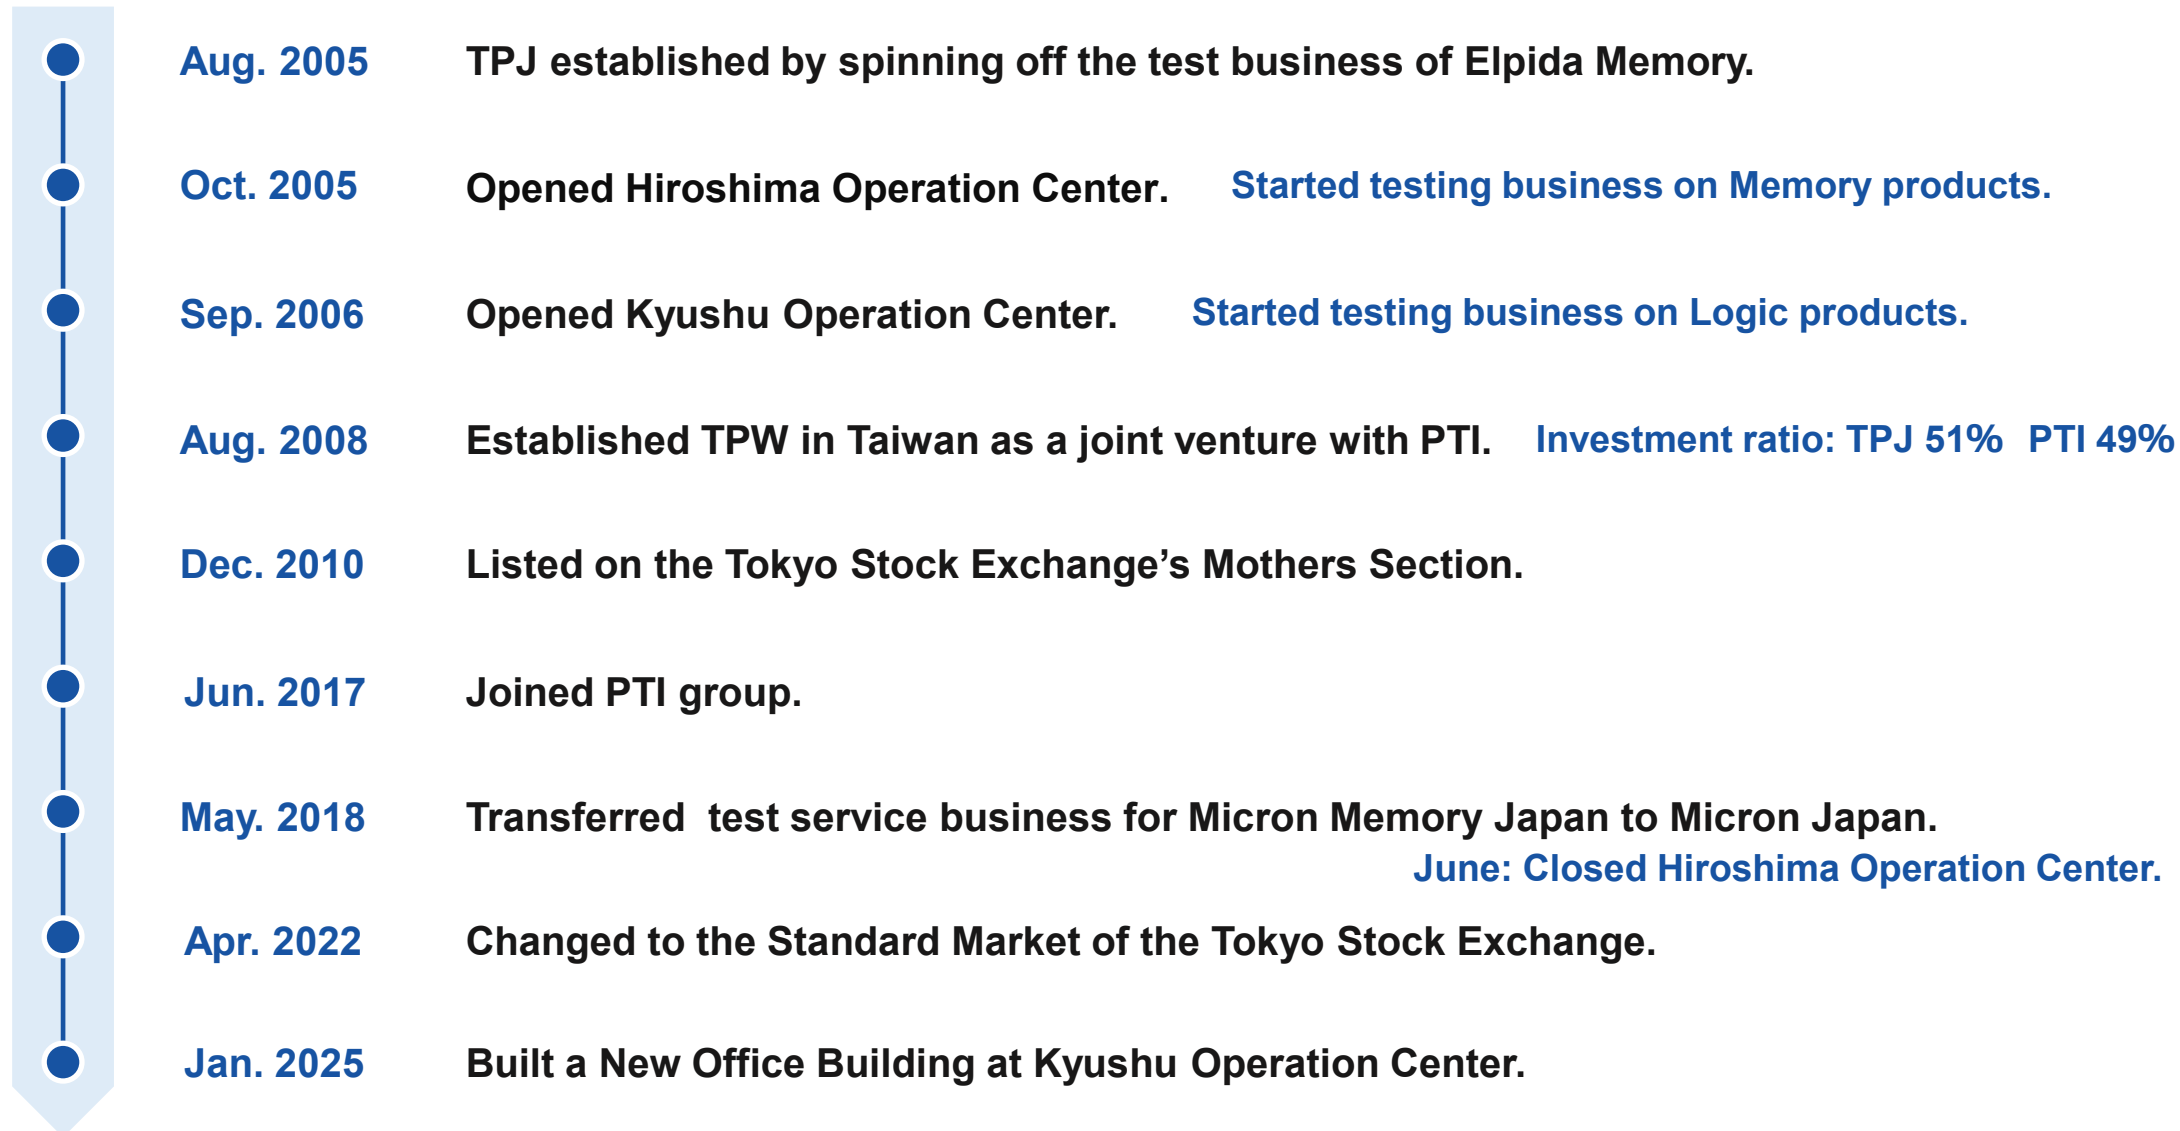 Aug. 2005 TPJ established by spinning off the test business of Elpida Memory.
Oct. 2005 Opened Hiroshima Operation Center. Started testing business on Memory products.
Sep. 2006 Opened Kyushu Operation Center. Started testing business on Logic products.
Aug. 2008 Established TPW in Taiwan as a joint venture with PTI. Investment ratio: TPJ 51% PTI 49%
Dec. 2010 Listed on the Tokyo Stock Exchange’s Mothers Section.
Jun. 2017 Joined PTI group.
May. 2018 Transferred test service business for Micron Memory Japan to Micron Japan.
June: Closed Hiroshima Operation Center.
Apr. 2022 Changed to the Standard Market of the Tokyo Stock Exchange.
Jan. 2025 Built a New Office Building at Kyushu Operation Center.